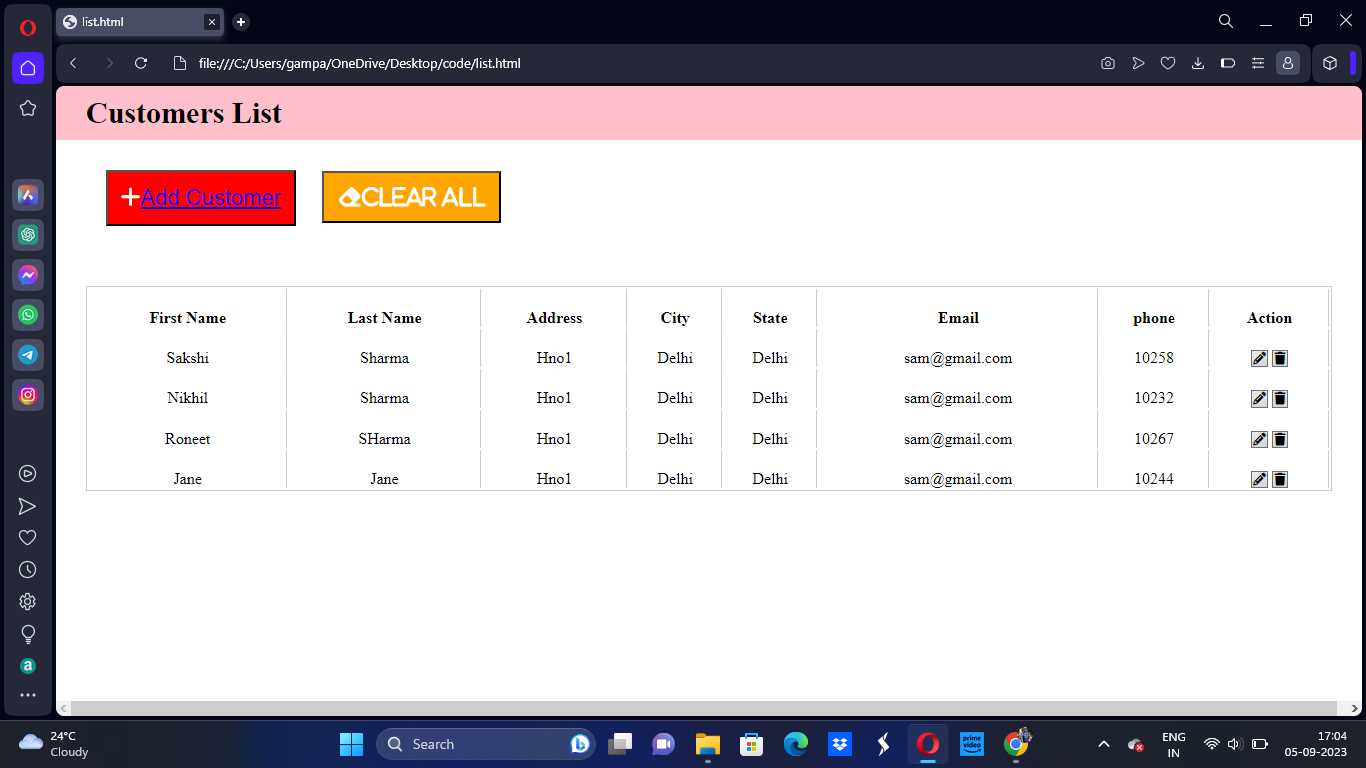 list.html
file:///C:/Users/gampa/OneDrive/Desktop/code/list.html
Customers List
Add Customer CLEAR ALL
First Name Last Name Address City State Email phone Action
Sakshi Sharma Hno1 Delhi Delhi sam@gmail.com 10258
Nikhil Sharma Hno1 Delhi Delhi sam@gmail.com 10232
Roneet SHarma Hno1 Delhi Delhi sam@gmail.com 10267
Jane Jane Hno1 Delhi Delhi sam@gmail.com 10244
a
24°C
Cloudy
Search
prime
video
ENG
IN
17:04
05-09-2023